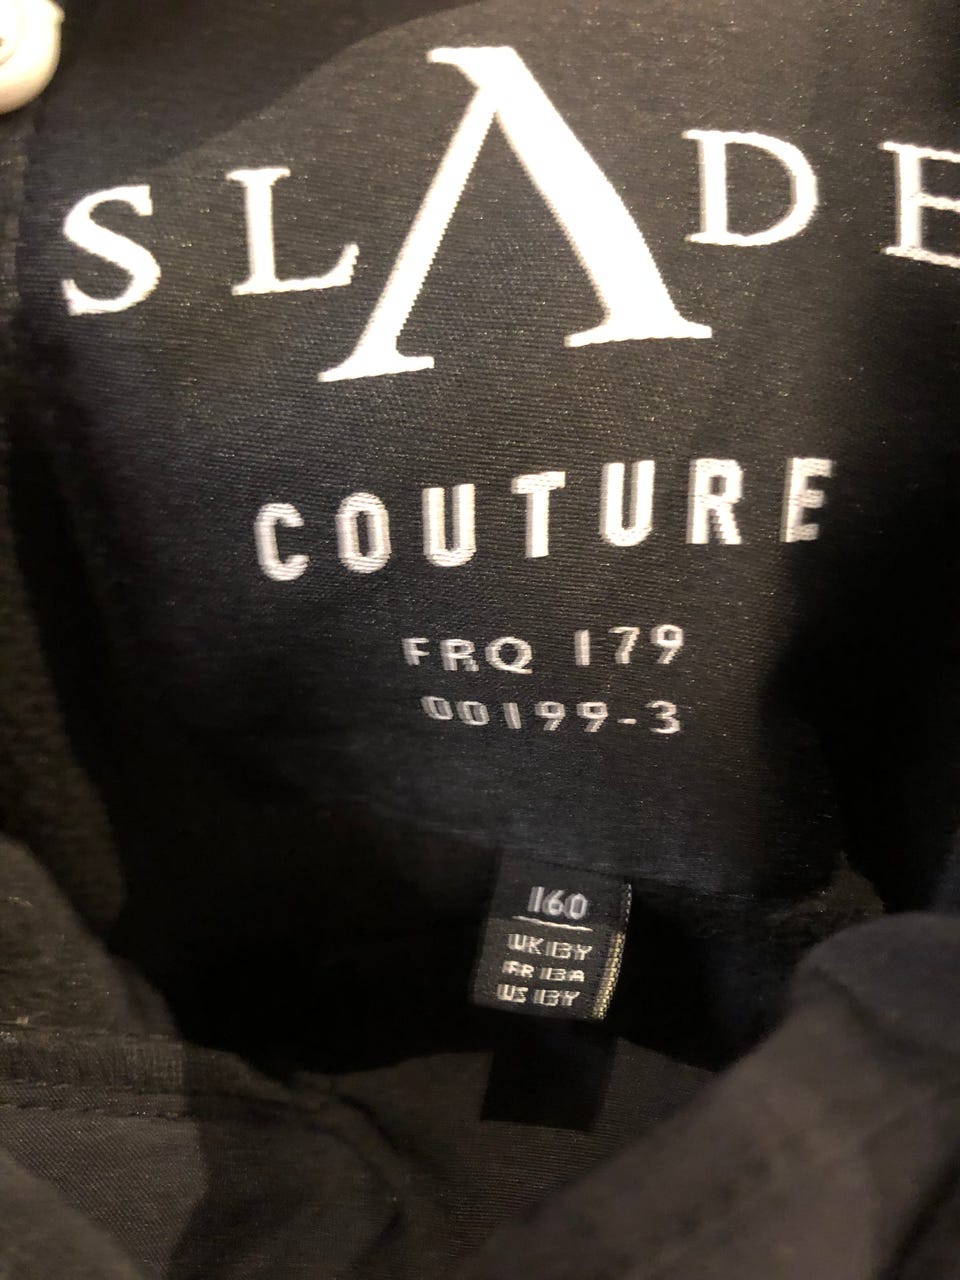 SLADE
COUTURE
FRQ 179
00199-3
160
UK 13Y
FR 13A
US 13Y